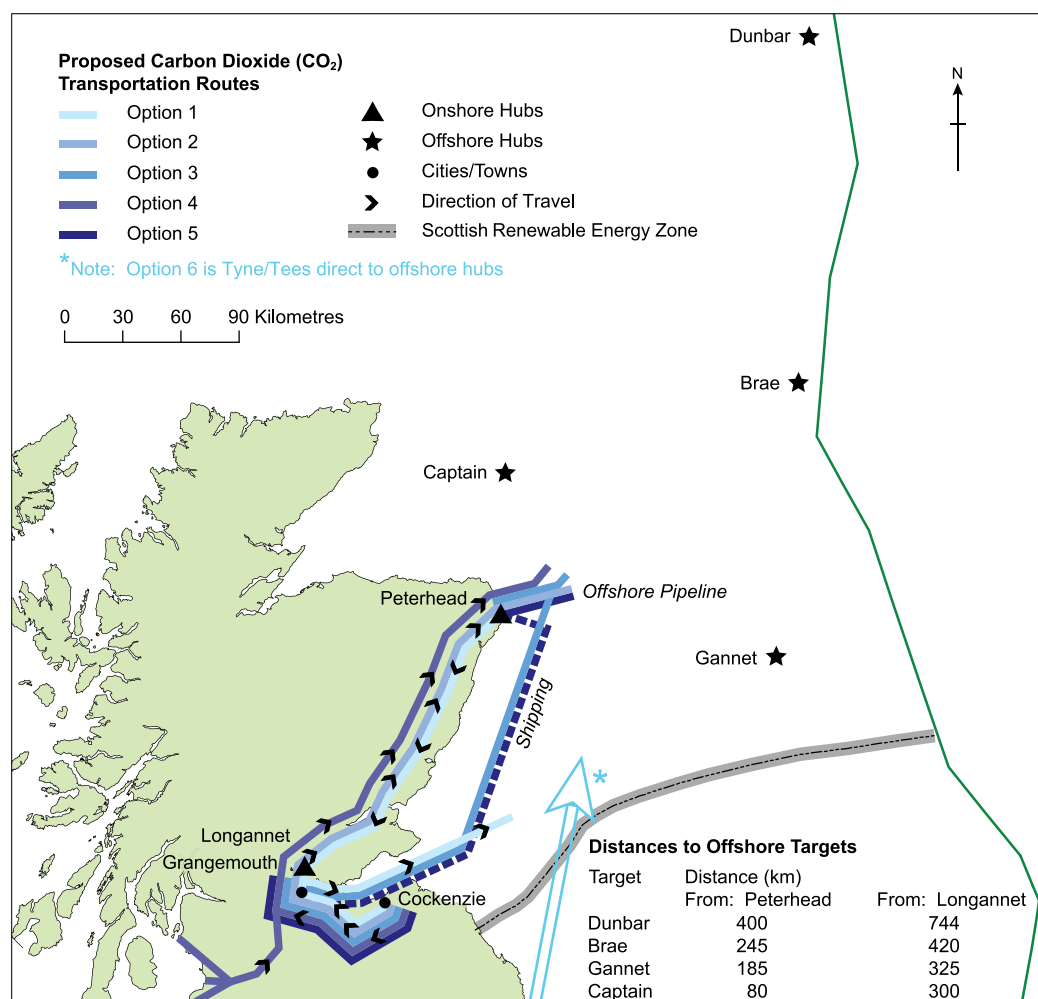 Dunbar
Proposed Carbon Dioxide (CO₂)
Transportation Routes
Option 1
Option 2
Option 3
Option 4
Option 5
Onshore Hubs
Offshore Hubs
Cities/Towns
Direction of Travel
Scottish Renewable Energy Zone
N
*Note: Option 6 is Tyne/Tees direct to offshore hubs
0 30 60 90 Kilometres
Brae
Captain
Peterhead
Offshore Pipeline
Gannet
Shipping
*
Longannet
Grangemouth
Cockenzie
Distances to Offshore Targets
Target Distance (km)
From: Peterhead From: Longannet
Dunbar 400 744
Brae 245 420
Gannet 185 325
Captain 80 300